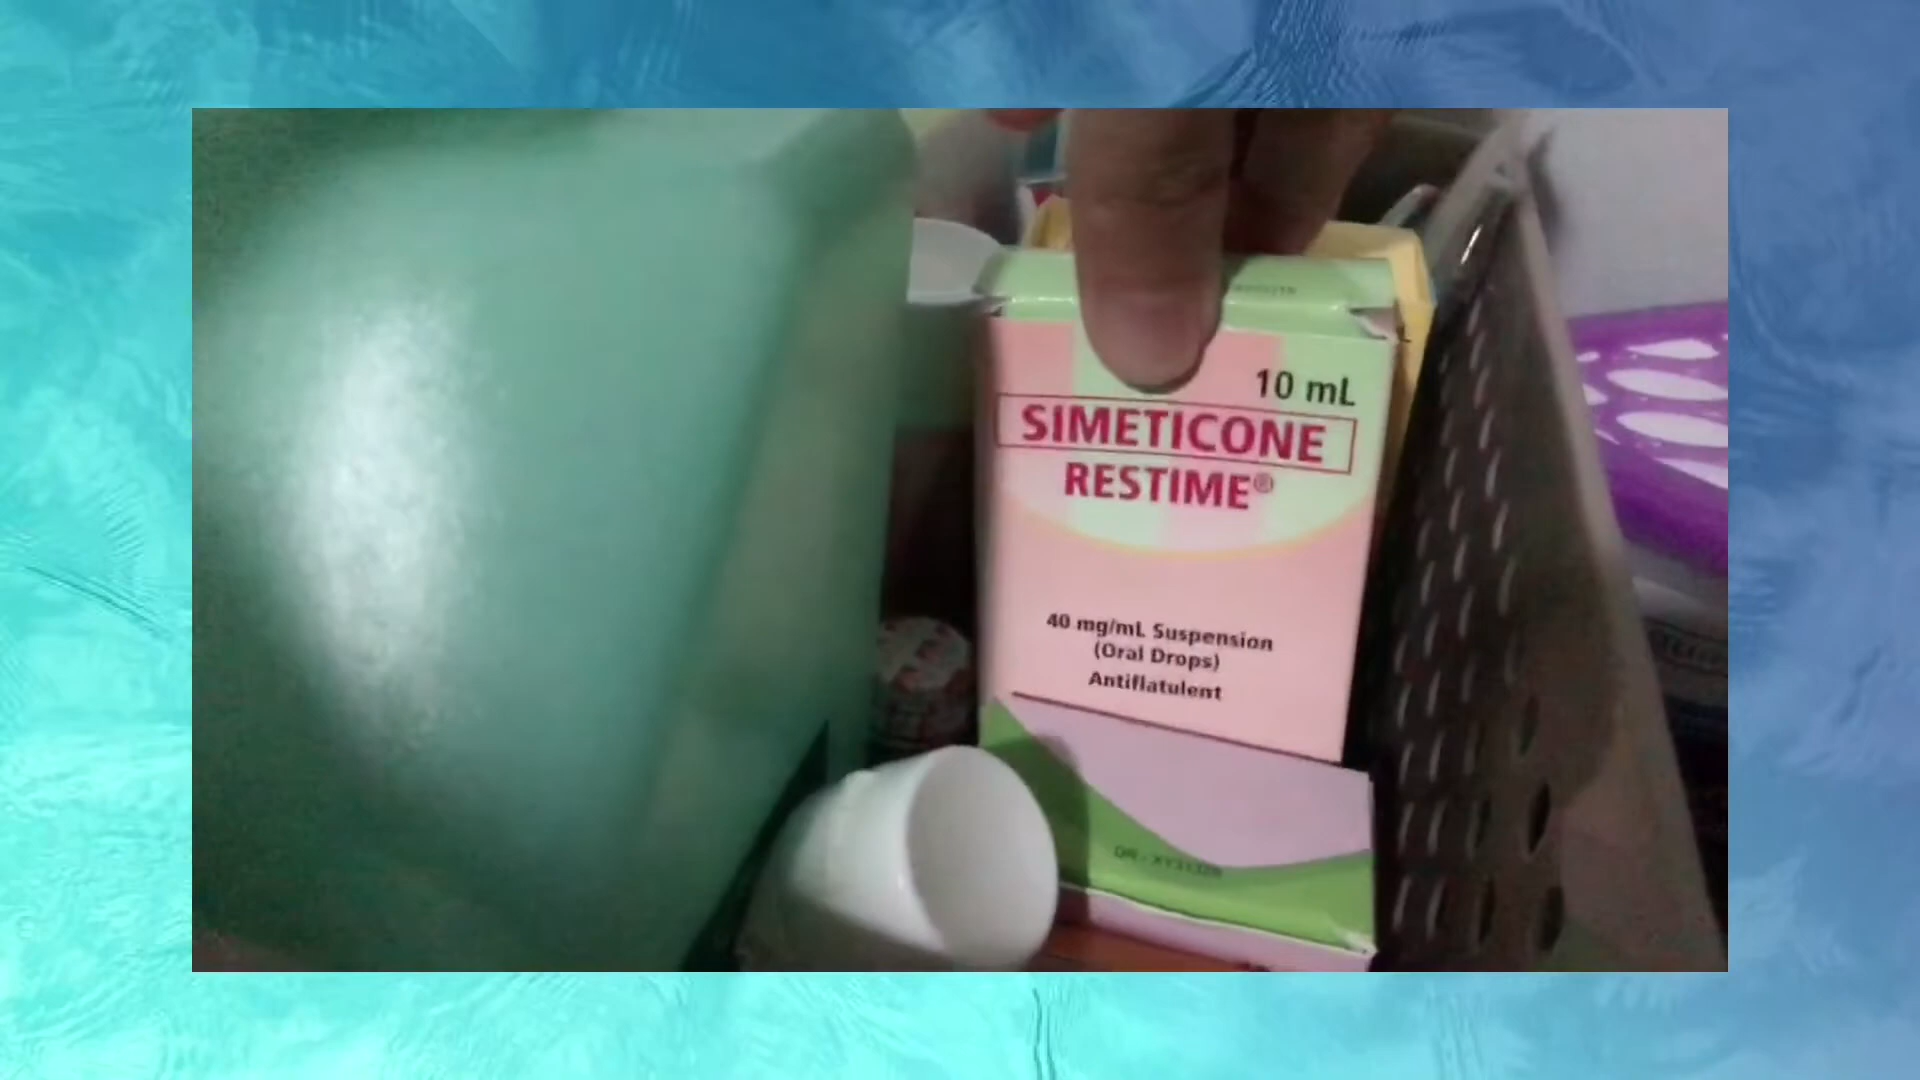 10 mL
SIMETICONE
RESTIME®
40 mg/mL Suspension
(Oral Drops)
Antiflatulent